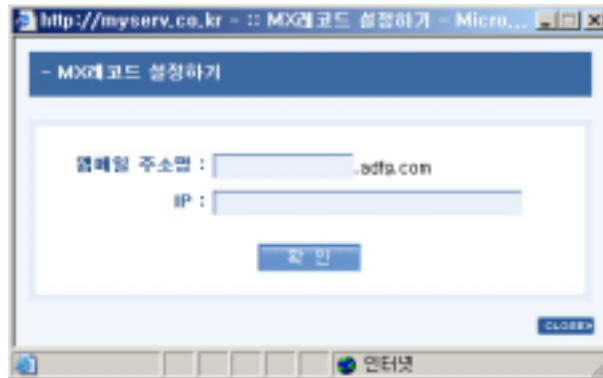 http://myserv.co.kr - :: MX레코드 설정하기 - Micro...
- MX레코드 설정하기
웹메일 주소명 : .adfg.com
IP :
확 인
CLOSE
인터넷